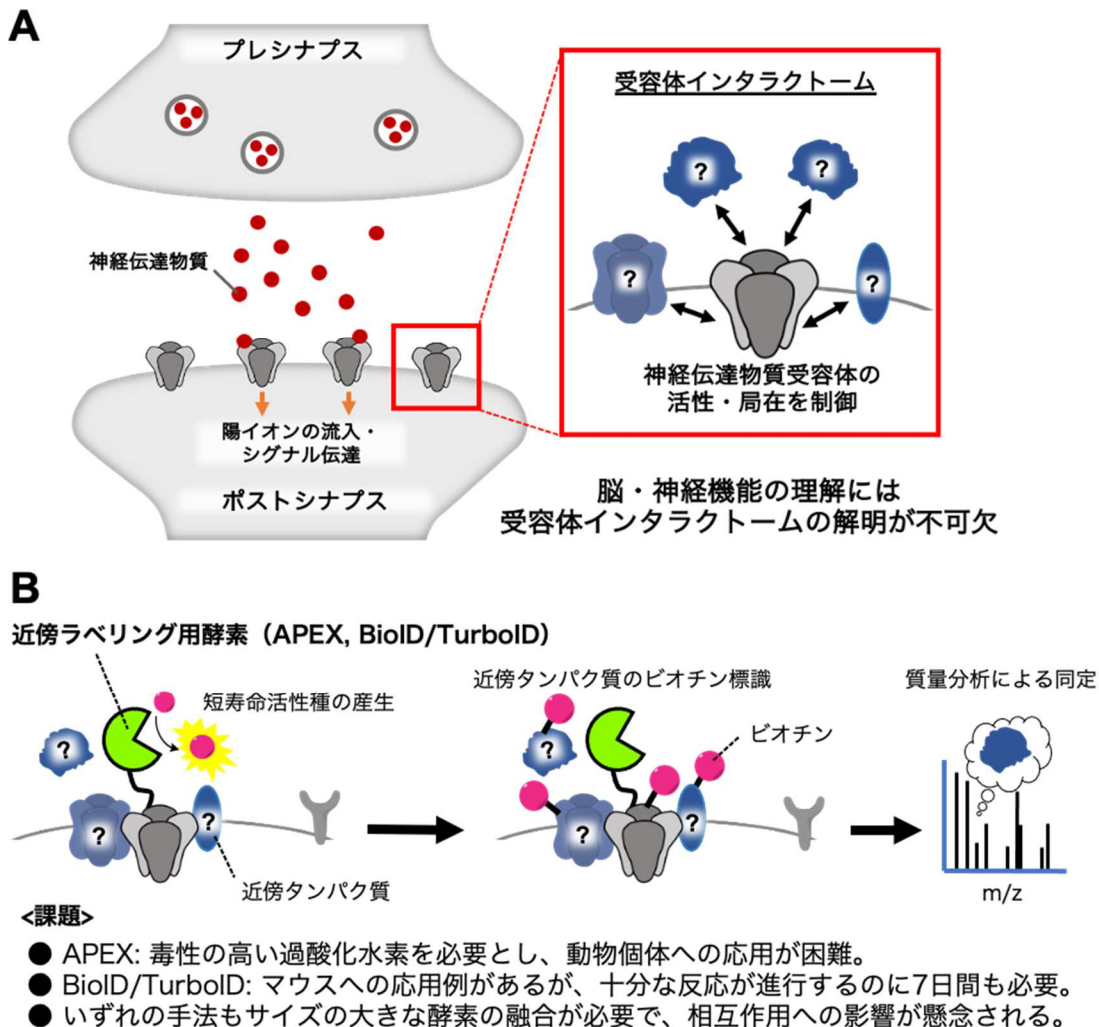 A
プレシナプス
神経伝達物質
陽イオンの流入・
シグナル伝達
ポストシナプス
受容体インタラクトーム
?
?
?
?
神経伝達物質受容体の
活性・局在を制御
脳・神経機能の理解には
受容体インタラクトームの解明が不可欠
B
近傍ラベリング用酵素（APEX, BioID/TurboID）
短寿命活性種の産生
?
?
?
近傍タンパク質
近傍タンパク質のビオチン標識
ビオチン
?
?
?
質量分析による同定
m/z
<課題>
● APEX: 毒性の高い過酸化水素を必要とし、動物個体への応用が困難。
● BioID/TurboID: マウスへの応用例があるが、十分な反応が進行するのに7日間も必要。
● いずれの手法もサイズの大きな酵素の融合が必要で、相互作用への影響が懸念される。